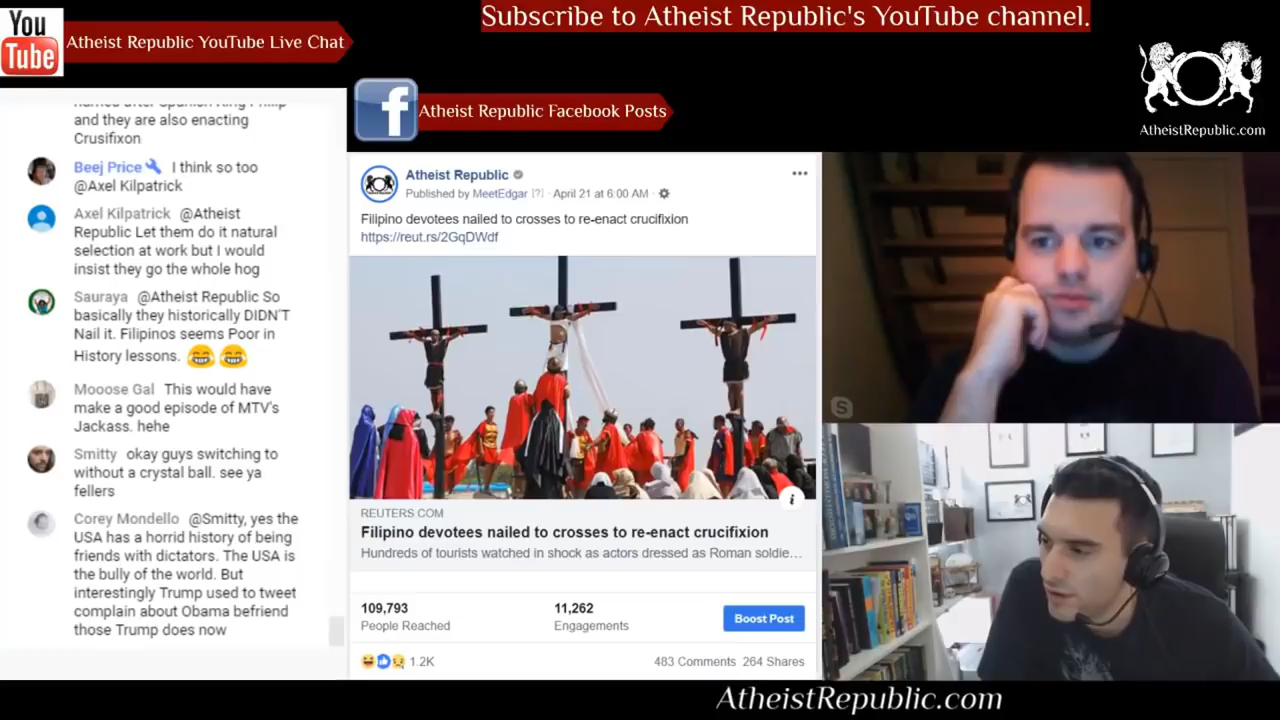 You
Tube
Atheist Republic YouTube Live Chat
Subscribe to Atheist Republic's YouTube channel.
AtheistRepublic.com
Atheist Republic Facebook Posts
named after Spanish King Philip
and they are also enacting
Crusifixon
Beej Price I think so too
@Axel Kilpatrick
Axel Kilpatrick @Atheist
Republic Let them do it natural
selection at work but I would
insist they go the whole hog
Sauraya @Atheist Republic So
basically they historically DIDN'T
Nail it. Filipinos seems Poor in
History lessons.
Mooose Gal This would have
make a good episode of MTV's
Jackass. hehe
Smitty okay guys switching to
without a crystal ball. see ya
fellers
Corey Mondello @Smitty, yes the
USA has a horrid history of being
friends with dictators. The USA is
the bully of the world. But
interestingly Trump used to tweet
complain about Obama befriend
those Trump does now
Atheist Republic
Published by MeetEdgar [?] · April 21 at 6:00 AM ·
Filipino devotees nailed to crosses to re-enact crucifixion
https://reut.rs/2GqDWdf
REUTERS.COM
Filipino devotees nailed to crosses to re-enact crucifixion
Hundreds of tourists watched in shock as actors dressed as Roman soldie…
109,793
People Reached
11,262
Engagements
Boost Post
1.2K
483 Comments 264 Shares
AtheistRepublic.com